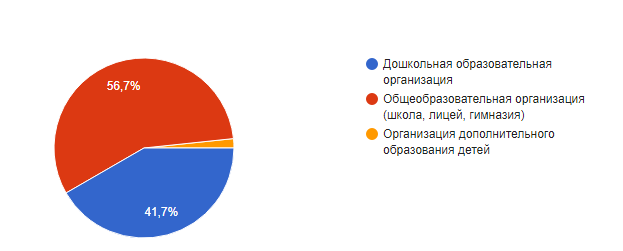 56,7%
41,7%
Дошкольная образовательная
организация
Общеобразовательная организация
(школа, лицей, гимназия)
Организация дополнительного
образования детей